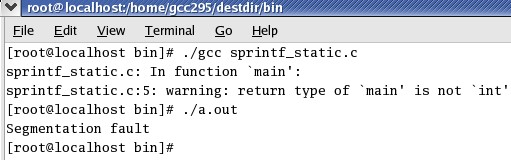 root@localhost:/home/gcc295/destdir/bin
File Edit View Terminal Go Help
[root@localhost bin]# ./gcc sprintf_static.c
sprintf_static.c: In function `main':
sprintf_static.c:5: warning: return type of `main' is not `int'
[root@localhost bin]# ./a.out
Segmentation fault
[root@localhost bin]#